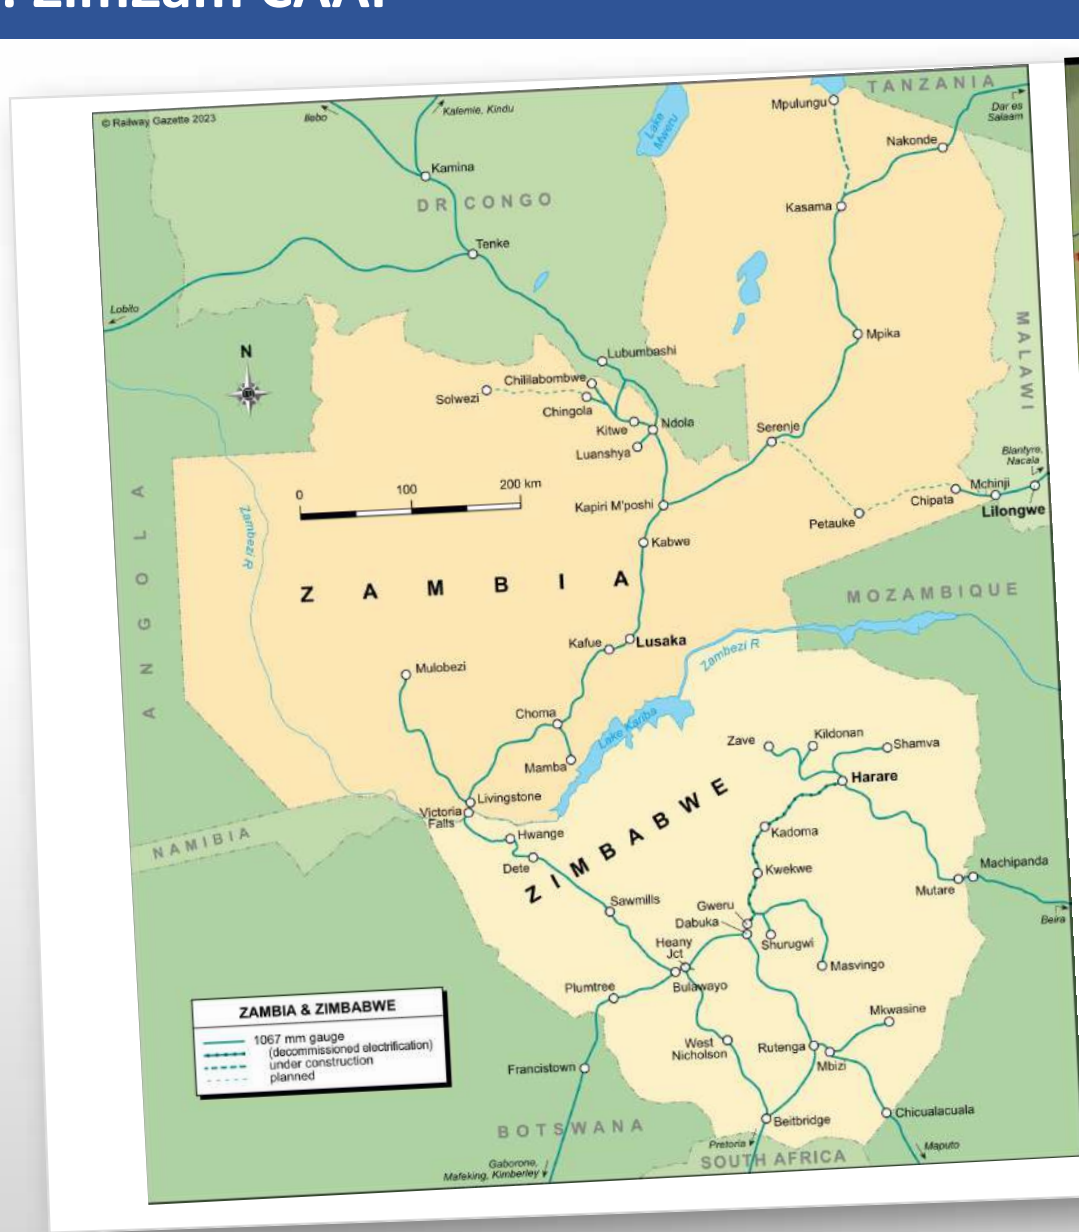 : ZimZam CAAF
© Railway Gazette 2023
Ilebo
Kalemie, Kindu
Lake
Mweru
Mpulungu
TANZANIA
Dar es
Salaam
Nakonde
Kamina
DR CONGO
Kasama
Tenke
Lobito
N
MALAWI
Mpika
Lubumbashi
Chililabombwe
Solwezi
Chingola
Kitwe
Ndola
Luanshya
Serenje
Blantyre,
Nacala
Mchinji
Chipata
Lilongwe
Petauke
0 100 200 km
Kapiri M'poshi
Kabwe
ANGOLA
Zambezi R
ZAMBIA
MOZAMBIQUE
Kafue
Lusaka
Zambezi R
Mulobezi
Choma
Lake Kariba
Mamba
Zave
Kildonan
Shamva
Harare
Livingstone
Victoria
Falls
NAMIBIA
Hwange
Dete
ZIMBABWE
Kadoma
Kwekwe
Machipanda
Mutare
Beira
Sawmills
Gweru
Dabuka
Shurugwi
Heany
Jct
Masvingo
Bulawayo
Plumtree
Mkwasine
West
Nicholson
Rutenga
Mbizi
Francistown
ZAMBIA & ZIMBABWE
1067 mm gauge
(decommissioned electrification)
under construction
planned
Beitbridge
Chicualacuala
BOTSWANA
Pretoria
Maputo
SOUTH AFRICA
Gaborone,
Mafeking, Kimberley